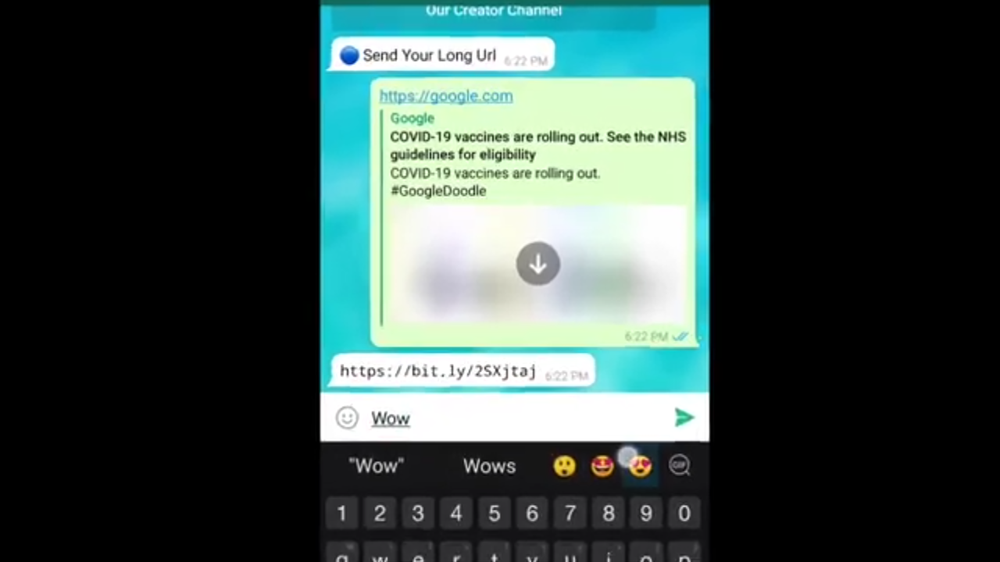 Our Creator Channel
Send Your Long Url 6:22 PM
https://google.com
Google
COVID-19 vaccines are rolling out. See the NHS
guidelines for eligibility
COVID-19 vaccines are rolling out.
#GoogleDoodle
6:22 PM
https://bit.ly/2SXjtaj 6:22 PM
Wow
"Wow" Wows GIF
1 2 3 4 5 6 7 8 9 0
q w e r t y u i o p